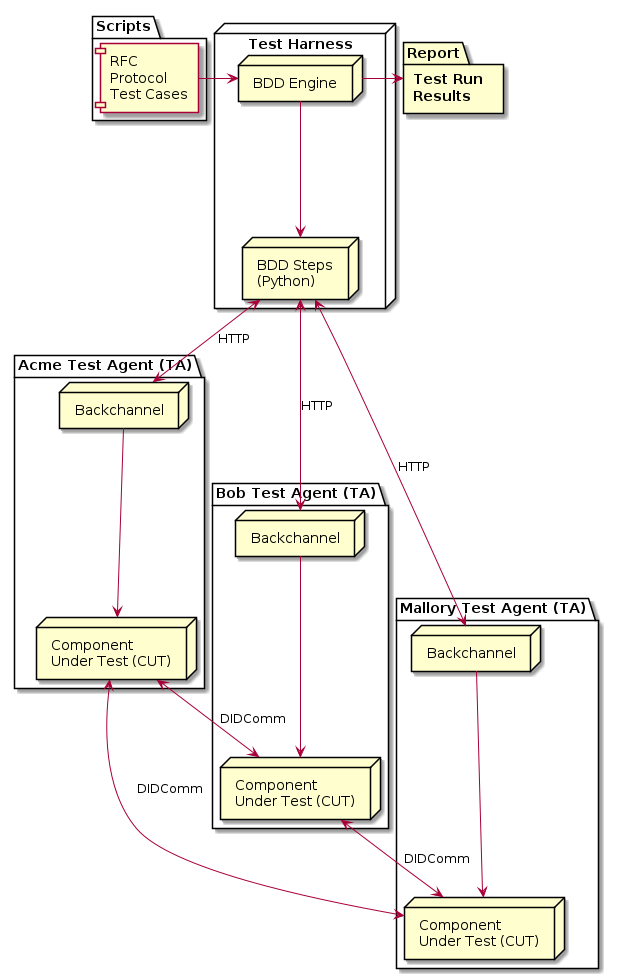 Scripts
RFC
Protocol
Test Cases
Test Harness
BDD Engine
Report
Test Run
Results
BDD Steps
(Python)
HTTP
Acme Test Agent (TA)
Backchannel
HTTP
HTTP
Bob Test Agent (TA)
Backchannel
Mallory Test Agent (TA)
Backchannel
Component
Under Test (CUT)
DIDComm
Component
Under Test (CUT)
DIDComm
DIDComm
Component
Under Test (CUT)